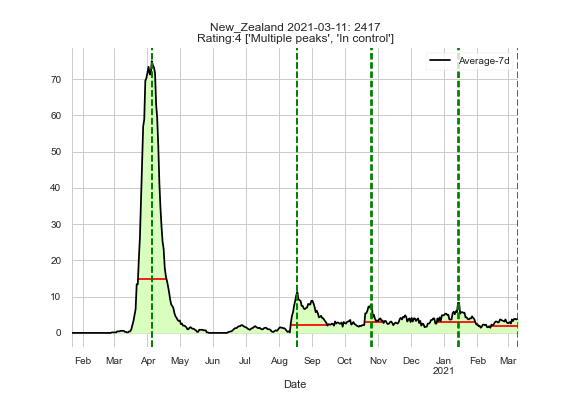 New_Zealand 2021-03-11: 2417
Rating:4 ['Multiple peaks', 'In control']
Average-7d
70
60
50
40
30
20
10
0
Feb Mar Apr May Jun Jul Aug Sep Oct Nov Dec Jan Feb Mar
2021
Date